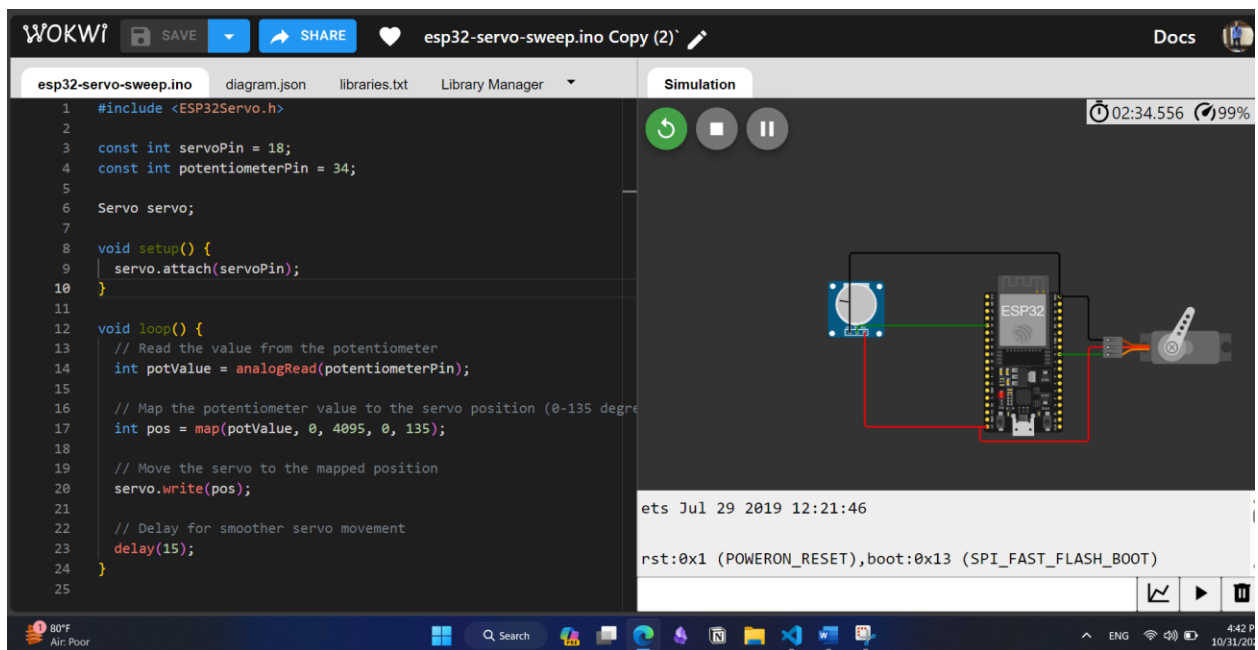 WOKWi SAVE SHARE esp32-servo-sweep.ino Copy (2)` Docs
esp32-servo-sweep.ino diagram.json libraries.txt Library Manager
1 #include <ESP32Servo.h>
2
3 const int servoPin = 18;
4 const int potentiometerPin = 34;
5
6 Servo servo;
7
8 void setup() {
9 servo.attach(servoPin);
10 }
11
12 void loop() {
13 // Read the value from the potentiometer
14 int potValue = analogRead(potentiometerPin);
15
16 // Map the potentiometer value to the servo position (0-135 degre
17 int pos = map(potValue, 0, 4095, 0, 135);
18
19 // Move the servo to the mapped position
20 servo.write(pos);
21
22 // Delay for smoother servo movement
23 delay(15);
24 }
25
Simulation
02:34.556 99%
ESP32
ets Jul 29 2019 12:21:46
rst:0x1 (POWERON_RESET),boot:0x13 (SPI_FAST_FLASH_BOOT)
1 80°F
Air: Poor
Search
ENG
4:42 P
10/31/202